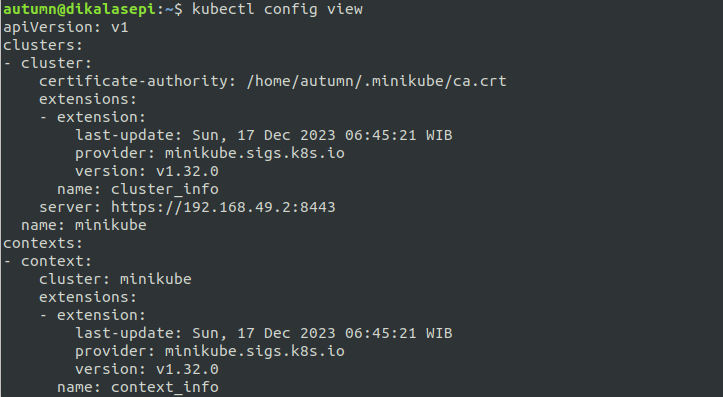 autumn@dikalasepi:~$ kubectl config view
apiVersion: v1
clusters:
- cluster:
    certificate-authority: /home/autumn/.minikube/ca.crt
    extensions:
    - extension:
        last-update: Sun, 17 Dec 2023 06:45:21 WIB
        provider: minikube.sigs.k8s.io
        version: v1.32.0
      name: cluster_info
    server: https://192.168.49.2:8443
  name: minikube
contexts:
- context:
    cluster: minikube
    extensions:
    - extension:
        last-update: Sun, 17 Dec 2023 06:45:21 WIB
        provider: minikube.sigs.k8s.io
        version: v1.32.0
      name: context_info